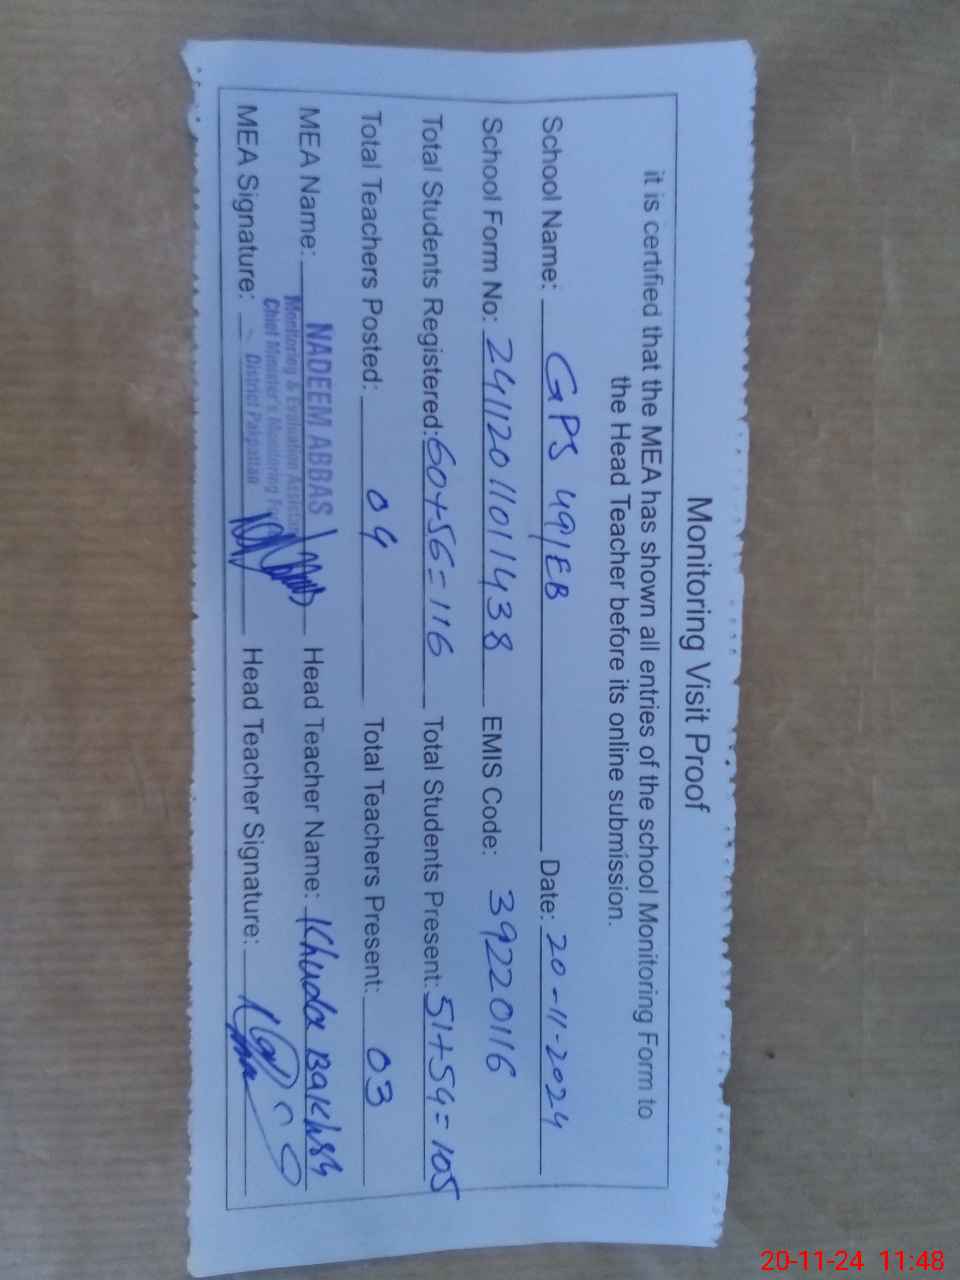 Monitoring Visit Proof
it is certified that the MEA has shown all entries of the school Monitoring Form to
the Head Teacher before its online submission.
School Name: GPS 49/EB Date: 20-11-2024
School Form No: 241120110111438 EMIS Code: 39220116
Total Students Registered: 60+56=116 Total Students Present: 51+54=105
Total Teachers Posted: 04 Total Teachers Present: 03
MEA Name: NADEEM ABBAS Head Teacher Name: Khuda Bakhsh
Monitoring & Evaluation Assistant
Chief Minister's Monitoring Force
District Pakpattan
MEA Signature: Head Teacher Signature:
20-11-24 11:48